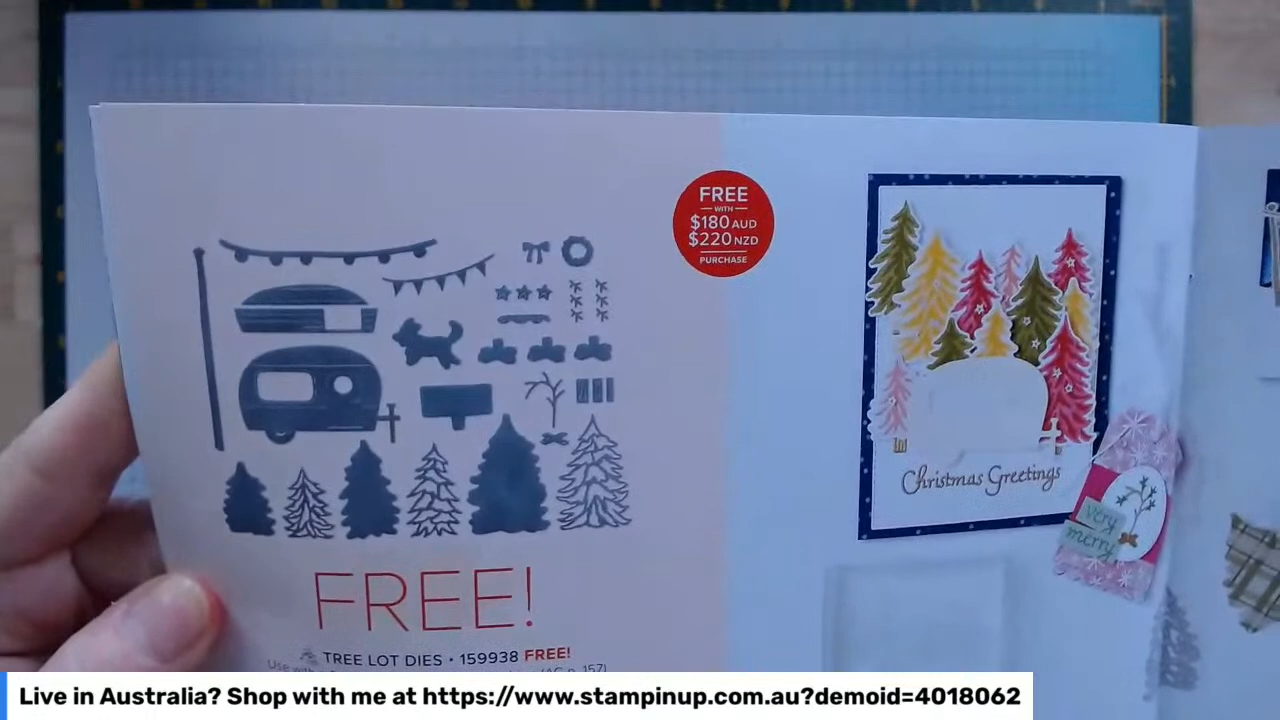 FREE
WITH
$180 AUD
$220 NZD
PURCHASE
Christmas Greetings
very
merry
FREE!
TREE LOT DIES • 159938 FREE!
Live in Australia? Shop with me at https://www.stampinup.com.au?demoid=4018062